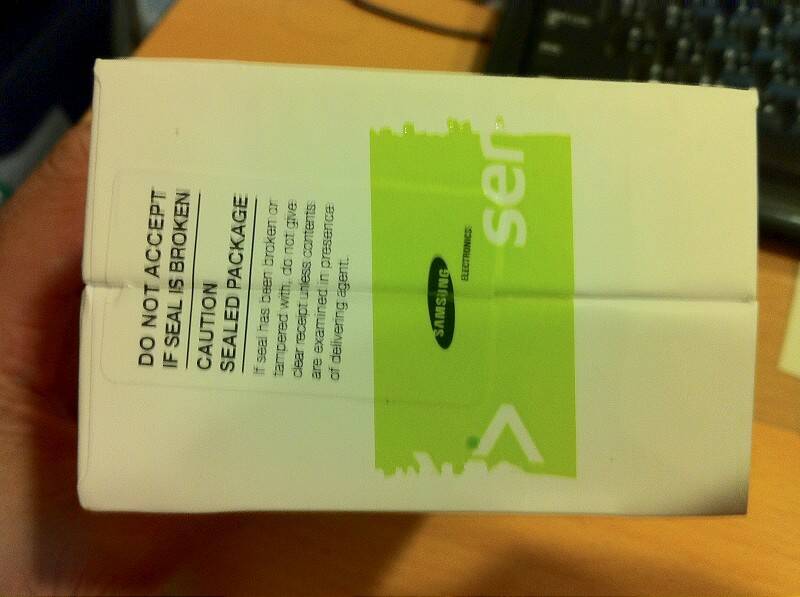 DO NOT ACCEPT
IF SEAL IS BROKEN
CAUTION
SEALED PACKAGE
If seal has been broken or
tampered with, do not give
clear receipt unless contents
are examined in presence
of delivering agent.
SAMSUNG
ELECTRONICS
ser